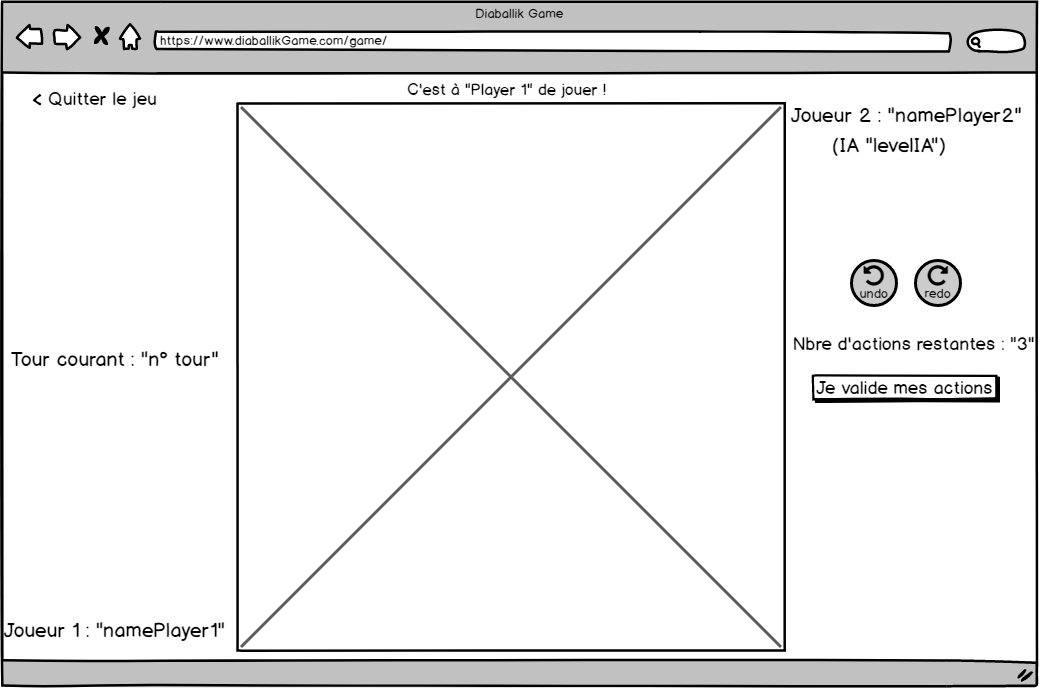 Diaballik Game
https://www.diaballikGame.com/game/
C'est à "Player 1" de jouer !
< Quitter le jeu
Joueur 2 : "namePlayer2"
(IA "levelIA")
undo
redo
Nbre d'actions restantes : "3"
Tour courant : "n° tour"
Je valide mes actions
Joueur 1 : "namePlayer1"